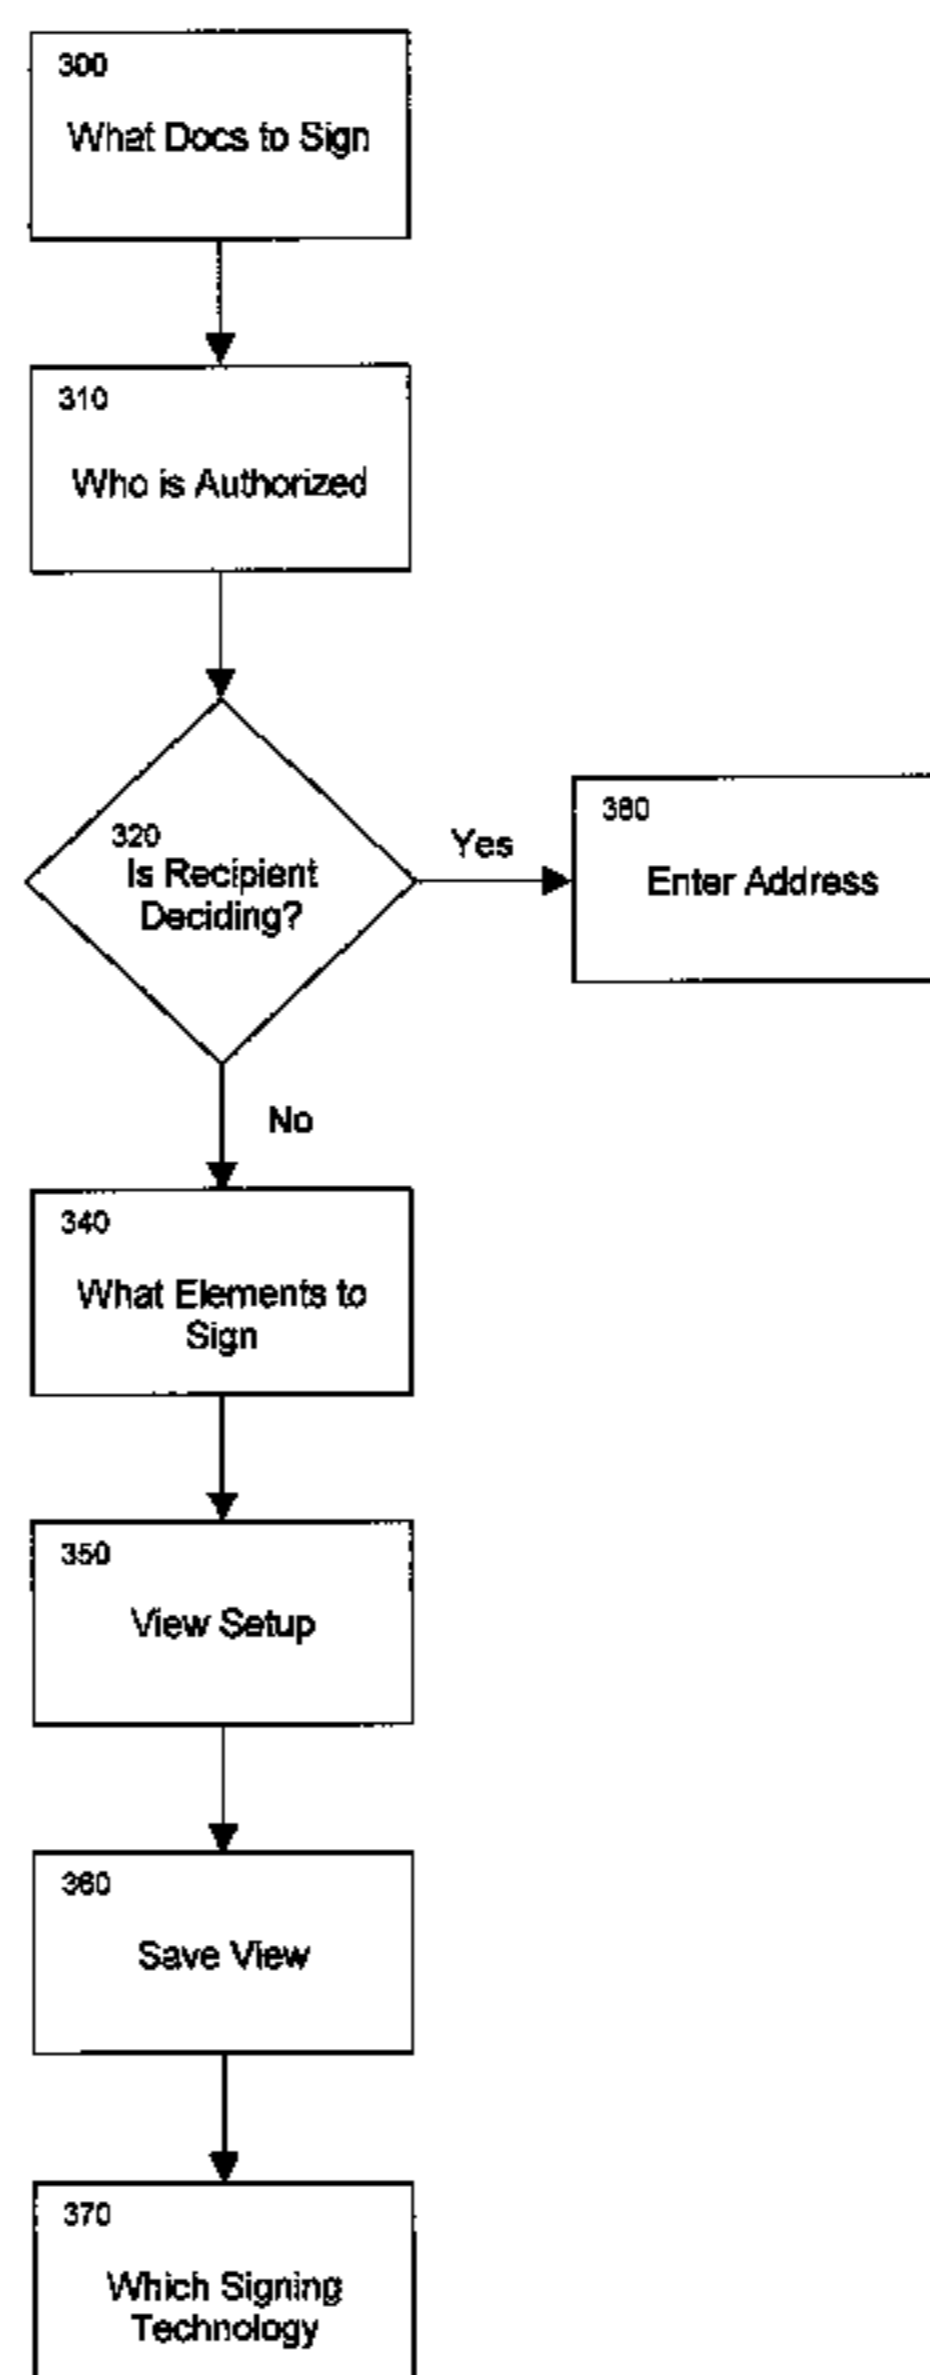 300
What Docs to Sign
310
Who is Authorized
320
Is Recipient
Deciding?
Yes
380
Enter Address
No
340
What Elements to
Sign
350
View Setup
360
Save View
370
Which Signing
Technology